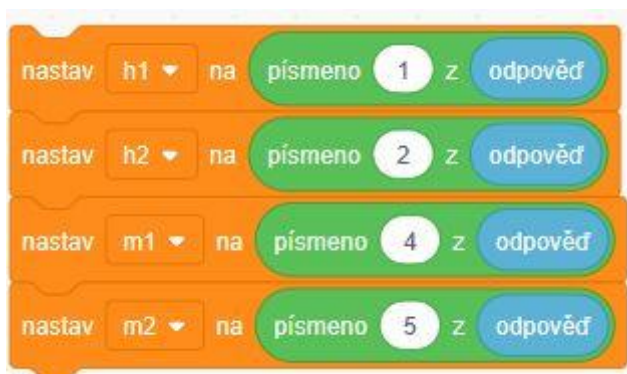 nastav h1 na písmeno 1 z odpověď
nastav h2 na písmeno 2 z odpověď
nastav m1 na písmeno 4 z odpověď
nastav m2 na písmeno 5 z odpověď